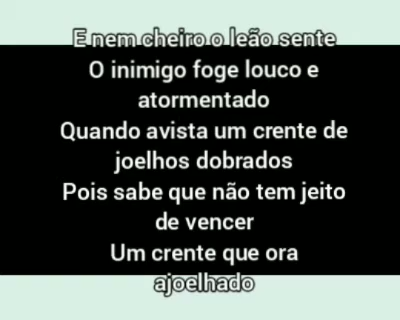 E nem cheiro o leão sente
O inimigo foge louco e
atormentado
Quando avista um crente de
joelhos dobrados
Pois sabe que não tem jeito
de vencer
Um crente que ora
ajoelhado